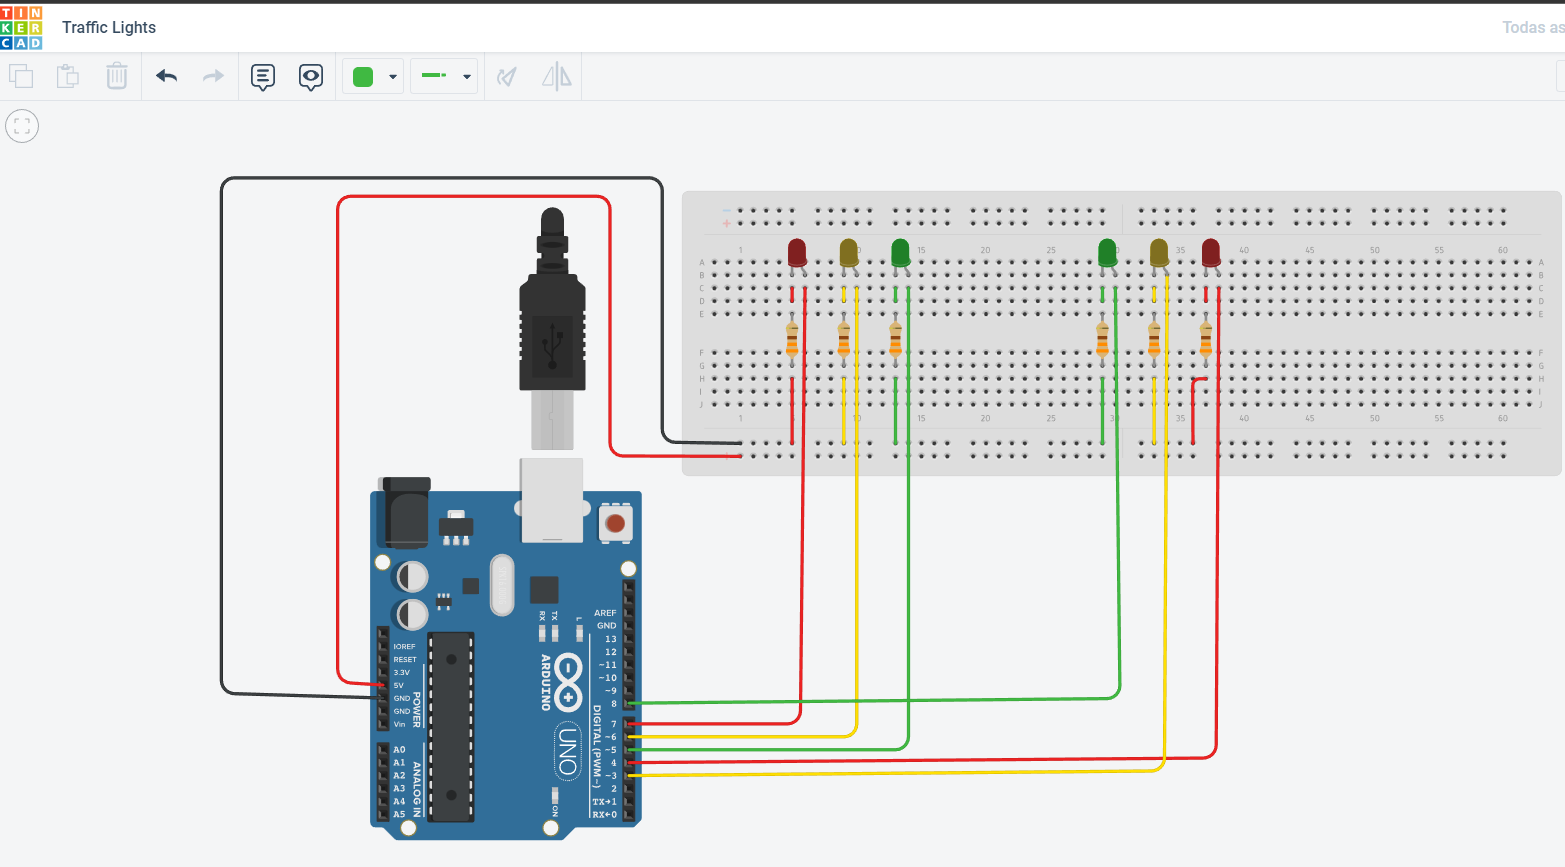 TIN
KER
CAD
Traffic Lights
Todas as
1 10 15 20 25 30 35 40 45 50 55 60
A A
B B
C C
D D
E E
F F
G G
H H
I I
J J
1 10 15 20 25 30 35 40 45 50 55 60
RX TX L
AREF
GND
13
12
~11
~10
~9
8
7
~6
~5
4
~3
2
TX→1
RX←0
DIGITAL (PWM~)
ARDUINO
UNO
ON
IOREF
RESET
3.3V
5V
GND
GND
Vin
POWER
A0
A1
A2
A3
A4
A5
ANALOG IN